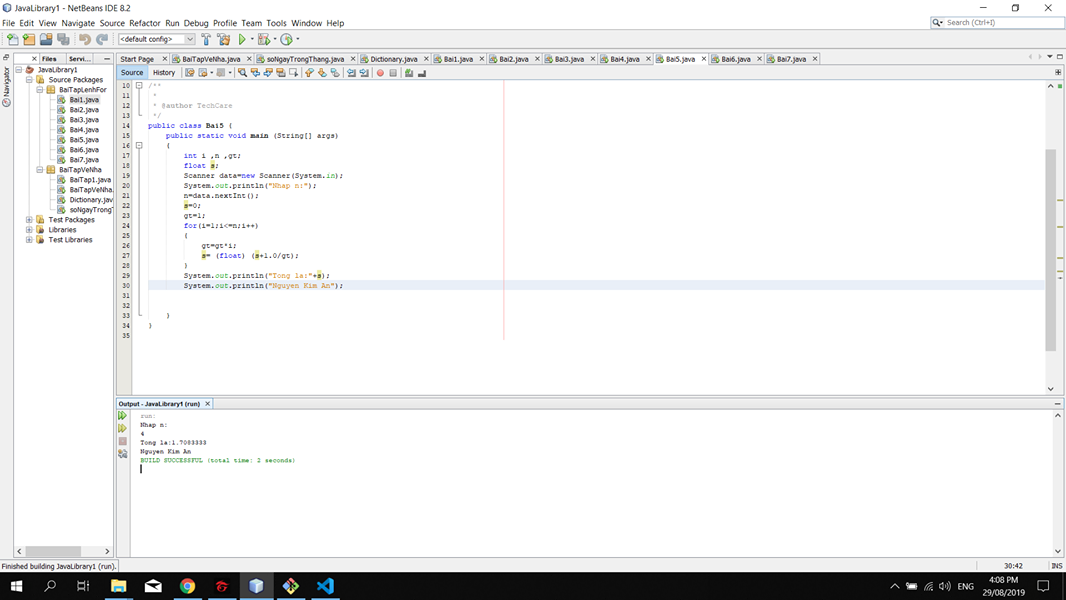 JavaLibrary1 - NetBeans IDE 8.2
File Edit View Navigate Source Refactor Run Debug Profile Team Tools Window Help
Search (Ctrl+I)
<default config>
Files Servi...
Start Page BaiTapVeNha.java soNgayTrongThang.java Dictionary.java Bai1.java Bai2.java Bai3.java Bai4.java Bai5.java Bai6.java Bai7.java
Source History
Navigator
JavaLibrary1
Source Packages
BaiTapLenhFor
Bai1.java
Bai2.java
Bai3.java
Bai4.java
Bai5.java
Bai6.java
Bai7.java
BaiTapVeNha
BaiTap1.java
BaiTapVeNha.
Dictionary.jav
soNgayTrongT
Test Packages
Libraries
Test Libraries
10 /**
11 *
12 * @author TechCare
13 */
14 public class Bai5 {
15 public static void main (String[] args)
16 {
17 int i ,n ,gt;
18 float s;
19 Scanner data=new Scanner(System.in);
20 System.out.println("Nhap n:");
21 n=data.nextInt();
22 s=0;
23 gt=1;
24 for(i=1;i<=n;i++)
25 {
26 gt=gt*i;
27 s= (float) (s+1.0/gt);
28 }
29 System.out.println("Tong la:"+s);
30 System.out.println("Nguyen Kim An");
31
32
33 }
34 }
35
Output - JavaLibrary1 (run)
run:
Nhap n:
4
Tong la:1.7083333
Nguyen Kim An
BUILD SUCCESSFUL (total time: 2 seconds)
Finished building JavaLibrary1 (run).
30:42 INS
ENG
4:08 PM
29/08/2019